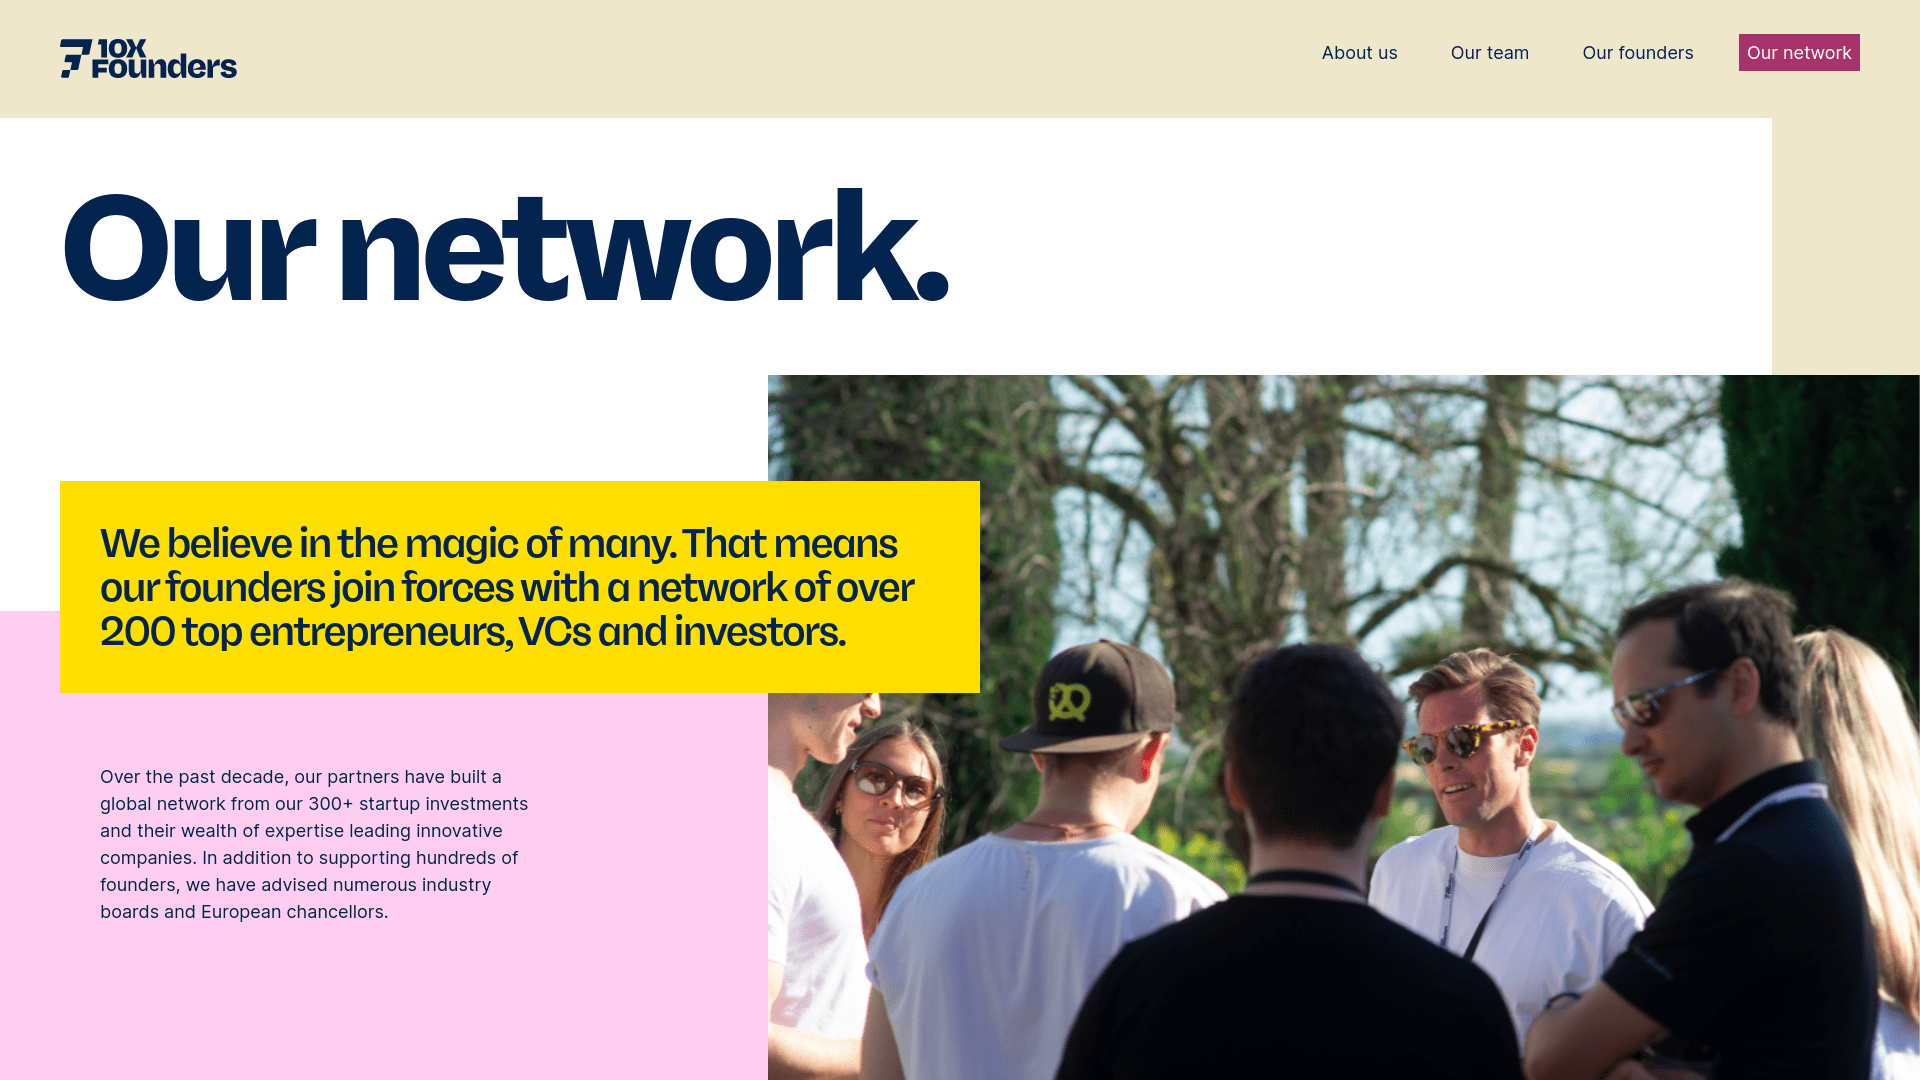 10X
Founders
About us
Our team
Our founders
Our network
Our network.
We believe in the magic of many. That means
our founders join forces with a network of over
200 top entrepreneurs, VCs and investors.
Over the past decade, our partners have built a
global network from our 300+ startup investments
and their wealth of expertise leading innovative
companies. In addition to supporting hundreds of
founders, we have advised numerous industry
boards and European chancellors.